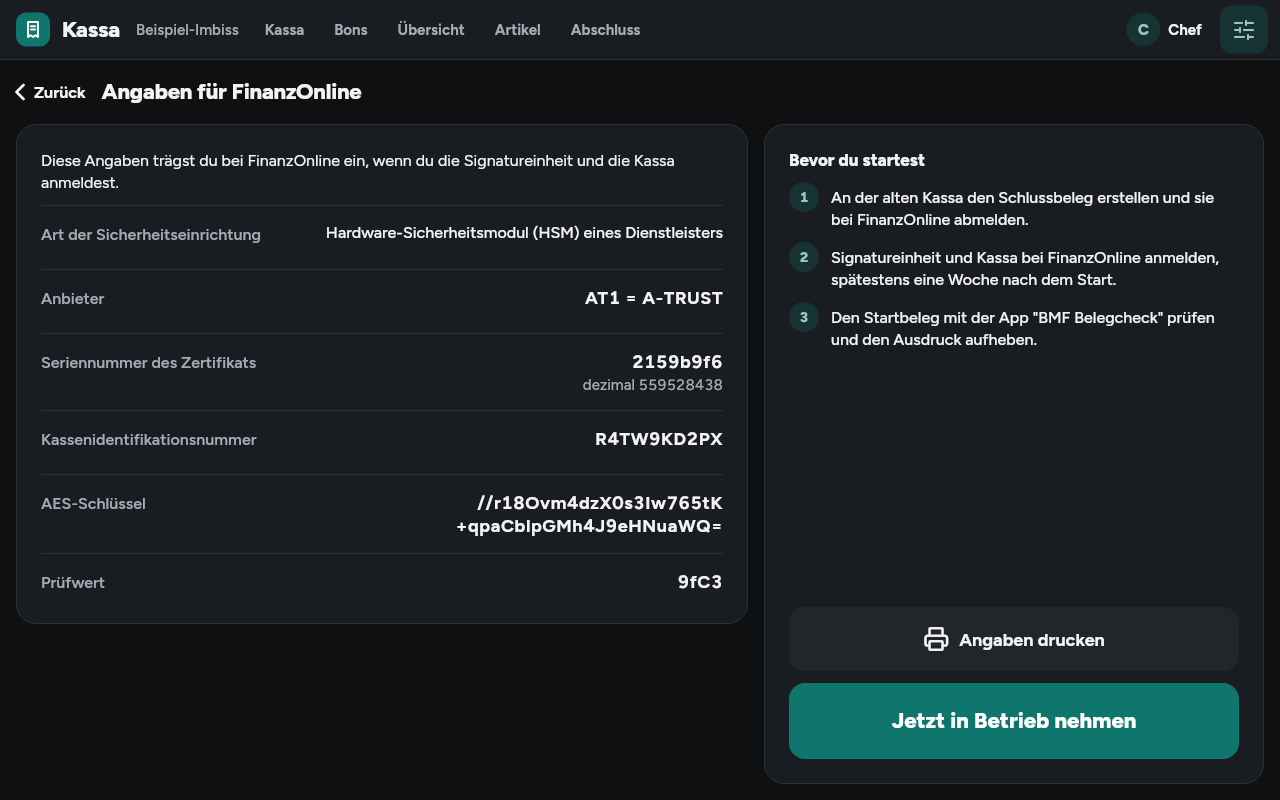 Kassa
Beispiel-Imbiss
Kassa
Bons
Übersicht
Artikel
Abschluss
C
Chef
Zurück
Angaben für FinanzOnline
Diese Angaben trägst du bei FinanzOnline ein, wenn du die Signatureinheit und die Kassa
anmeldest.
Art der Sicherheitseinrichtung
Hardware-Sicherheitsmodul (HSM) eines Dienstleisters
Anbieter
AT1 = A-TRUST
Seriennummer des Zertifikats
2159b9f6
dezimal 559528438
Kassenidentifikationsnummer
R4TW9KD2PX
AES-Schlüssel
//r18Ovm4dzX0s3Iw765tK
+qpaCbIpGMh4J9eHNuaWQ=
Prüfwert
9fC3
Bevor du startest
1 An der alten Kassa den Schlussbeleg erstellen und sie
bei FinanzOnline abmelden.
2 Signatureinheit und Kassa bei FinanzOnline anmelden,
spätestens eine Woche nach dem Start.
3 Den Startbeleg mit der App "BMF Belegcheck" prüfen
und den Ausdruck aufheben.
Angaben drucken
Jetzt in Betrieb nehmen